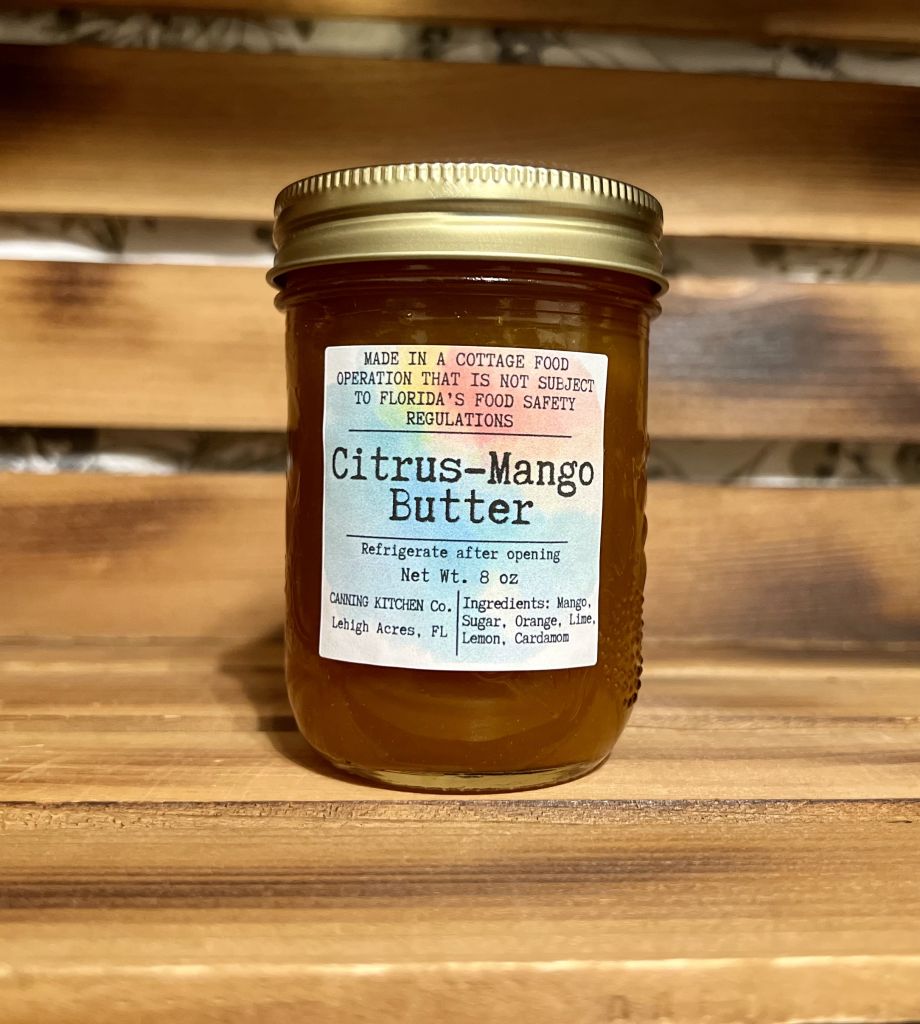 MADE IN A COTTAGE FOOD
OPERATION THAT IS NOT SUBJECT
TO FLORIDA'S FOOD SAFETY
REGULATIONS
Citrus-Mango
Butter
Refrigerate after opening
Net Wt. 8 oz
CANNING KITCHEN Co.
Lehigh Acres, FL
Ingredients: Mango,
Sugar, Orange, Lime,
Lemon, Cardamom